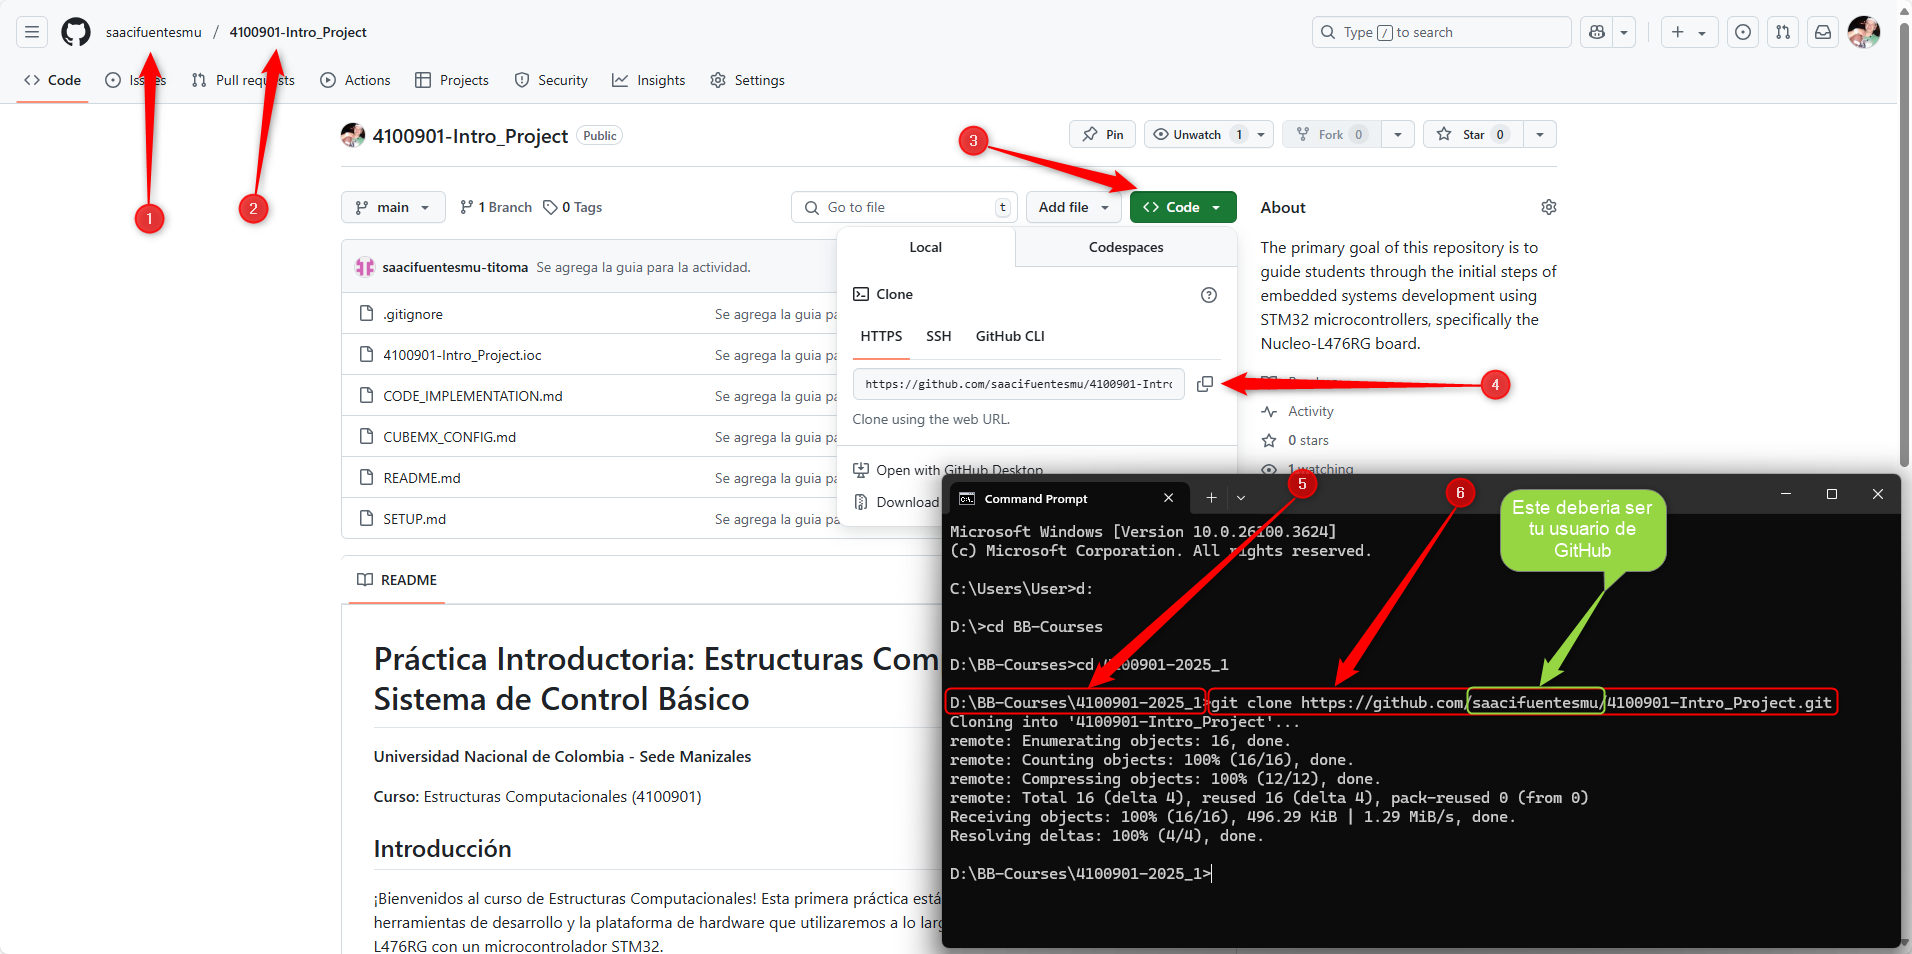 saacifuentesmu / 4100901-Intro_Project
Type / to search
Code Issues Pull requests Actions Projects Security Insights Settings
4100901-Intro_Project Public
Pin Unwatch 1 Fork 0 Star 0
1
2
3
main 1 Branch 0 Tags
Go to file t Add file Code
saacifuentesmu-titoma Se agrega la guia para la actividad.
.gitignore Se agrega la guia pa
4100901-Intro_Project.ioc Se agrega la guia pa
CODE_IMPLEMENTATION.md Se agrega la guia pa
CUBEMX_CONFIG.md Se agrega la guia pa
README.md Se agrega la guia pa
SETUP.md Se agrega la guia pa
Local Codespaces
Clone
HTTPS SSH GitHub CLI
https://github.com/saacifuentesmu/4100901-Intro
Clone using the web URL.
Open with GitHub Desktop
Download
4
About
The primary goal of this repository is to
guide students through the initial steps of
embedded systems development using
STM32 microcontrollers, specifically the
Nucleo-L476RG board.
Activity
0 stars
1 watching
README
Práctica Introductoria: Estructuras Com
Sistema de Control Básico
Universidad Nacional de Colombia - Sede Manizales
Curso: Estructuras Computacionales (4100901)
Introducción
¡Bienvenidos al curso de Estructuras Computacionales! Esta primera práctica está
herramientas de desarrollo y la plataforma de hardware que utilizaremos a lo larg
L476RG con un microcontrolador STM32.
Command Prompt
5
6
Este deberia ser
tu usuario de
GitHub
Microsoft Windows [Version 10.0.26100.3624]
(c) Microsoft Corporation. All rights reserved.
C:\Users\User>d:
D:\>cd BB-Courses
D:\BB-Courses>cd 4100901-2025_1
D:\BB-Courses\4100901-2025_1>git clone https://github.com/saacifuentesmu/4100901-Intro_Project.git
Cloning into '4100901-Intro_Project'...
remote: Enumerating objects: 16, done.
remote: Counting objects: 100% (16/16), done.
remote: Compressing objects: 100% (12/12), done.
remote: Total 16 (delta 4), reused 16 (delta 4), pack-reused 0 (from 0)
Receiving objects: 100% (16/16), 496.29 KiB | 1.29 MiB/s, done.
Resolving deltas: 100% (4/4), done.
D:\BB-Courses\4100901-2025_1>